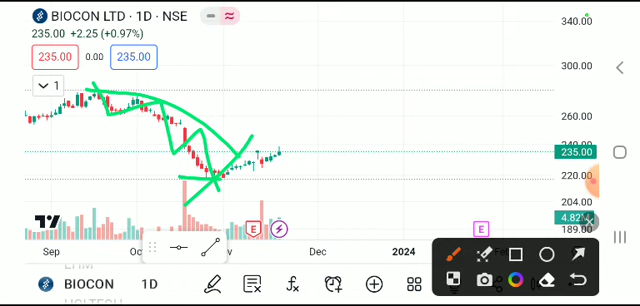 BIOCON LTD · 1D · NSE
235.00 +2.25 (+0.97%)
235.00 0.00 235.00
1
340.00
300.00
260.00
240.00
235.00
220.00
204.00
4.82
189.00
E
E
Sep
Dec
2024
BIOCON 1D